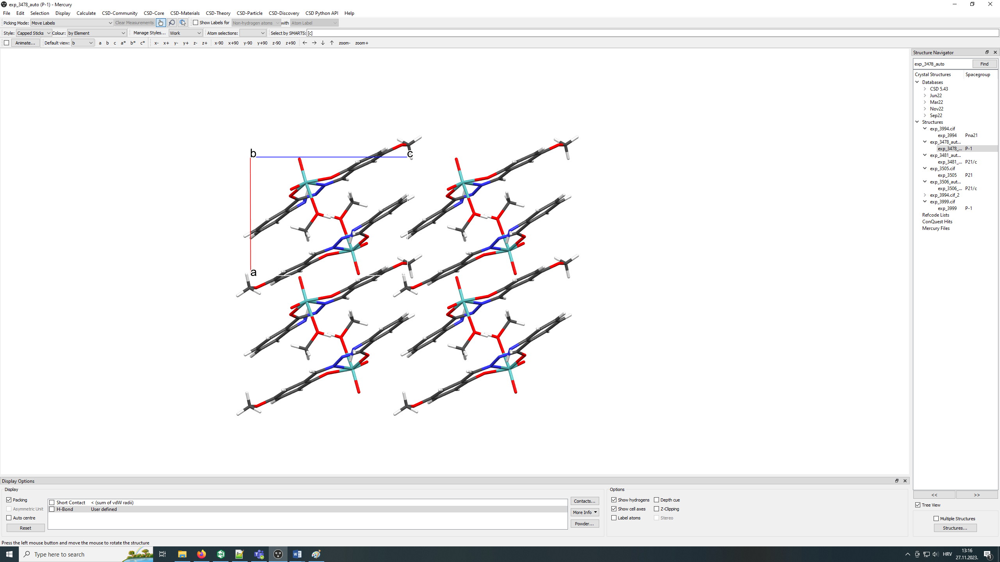 exp_3478_auto (P-1) - Mercury
File Edit Selection Display Calculate CSD-Community CSD-Core CSD-Materials CSD-Theory CSD-Particle CSD-Discovery CSD Python API Help
Picking Mode: Move Labels Clear Measurements Show Labels for Non-hydrogen atoms with Atom Label
Style: Capped Sticks Colour: by Element Manage Styles... Work Atom selections: Select by SMARTS: [c]
Animate... Default view: b a b c a* b* c* x- x+ y- y+ z- z+ x-90 x+90 y-90 y+90 z-90 z+90 zoom- zoom+
b c
a
Structure Navigator
exp_3478_auto Find
Crystal Structures Spacegroup
Databases
CSD 5.43
Jun22
Mar22
Nov22
Sep22
Structures
exp_3994.cif
exp_3994 Pna21
exp_3478_aut...
exp_3478_... P-1
exp_3481_aut...
exp_3481_... P21/c
exp_3505.cif
exp_3505 P21
exp_3506_aut...
exp_3506_... P21/c
exp_3994.cif_2
exp_3999.cif
exp_3999 P-1
Refcode Lists
ConQuest Hits
Mercury Files
<< >>
Tree View
Multiple Structures
Structures...
Display Options
Display
Packing
Asymmetric Unit
Auto centre
Reset
Short Contact < (sum of vdW radii)
H-Bond User defined
Contacts...
More Info
Powder...
Options
Show hydrogens Depth cue
Show cell axes Z-Clipping
Label atoms Stereo
Press the left mouse button and move the mouse to rotate the structure
Type here to search
HRV
13:16
27.11.2023.
1